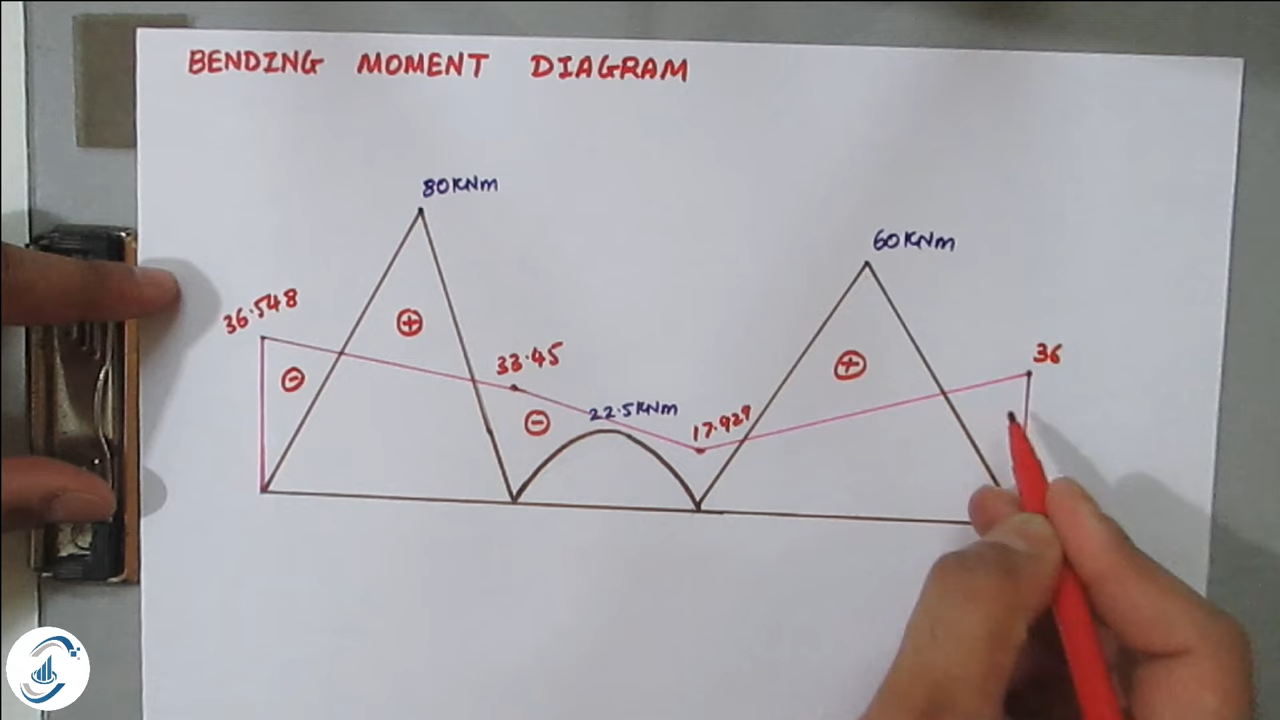 BENDING MOMENT DIAGRAM
80KNm
60KNm
36.548
⊕
33.45
36
⊖
⊕
22.5KNm
⊖
17.929